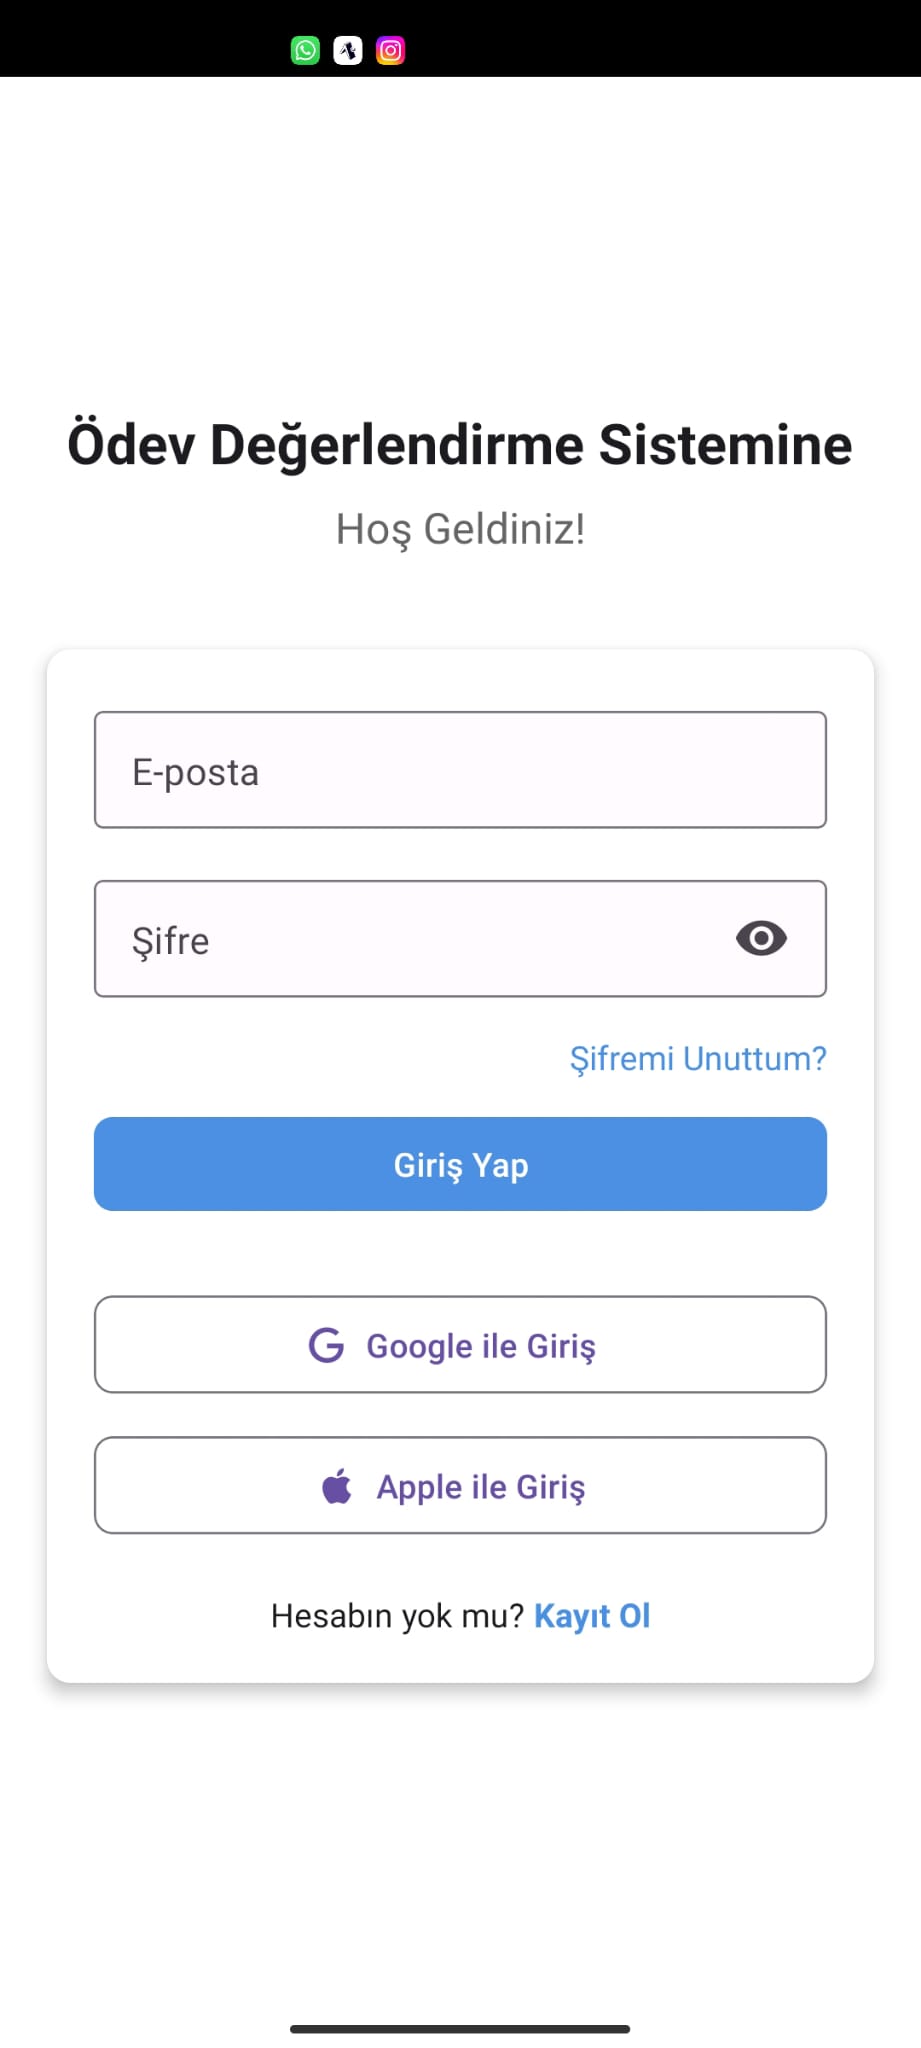 Ödev Değerlendirme Sistemine
Hoş Geldiniz!
E-posta
Şifre
Şifremi Unuttum?
Giriş Yap
Google ile Giriş
Apple ile Giriş
Hesabın yok mu? Kayıt Ol